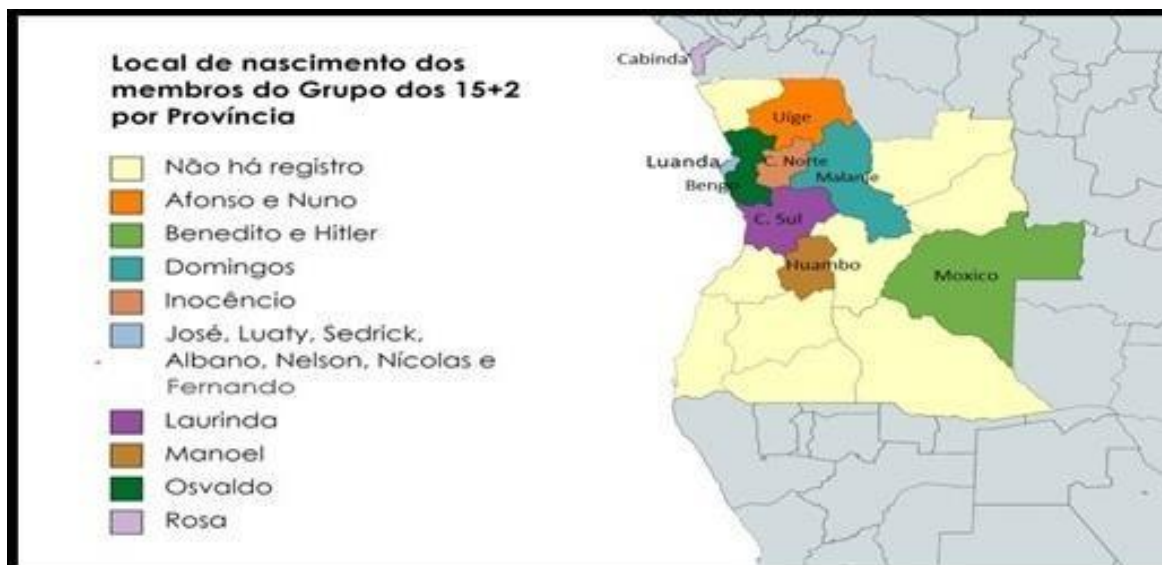 Local de nascimento dos
membros do Grupo dos 15+2
por Província
Não há registro
Afonso e Nuno
Benedito e Hitler
Domingos
Inocêncio
José, Luaty, Sedrick,
Albano, Nelson, Nícolas e
Fernando
Laurinda
Manoel
Osvaldo
Rosa
Cabinda
Uíge
Luanda
C. Norte
Malanje
Bengo
C. Sul
Huambo
Moxico